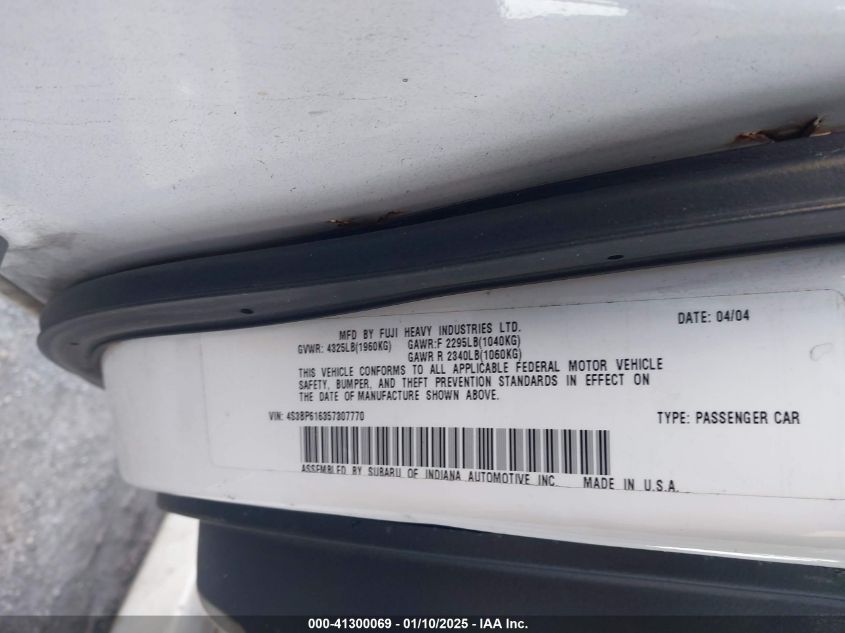 MFD BY FUJI HEAVY INDUSTRIES LTD.
DATE: 04/04
GVWR: 4325LB(1960KG) GAWR:F 2295LB(1040KG)
GAWR R 2340LB(1060KG)
THIS VEHICLE CONFORMS TO ALL APPLICABLE FEDERAL MOTOR VEHICLE
SAFETY, BUMPER, AND THEFT PREVENTION STANDARDS IN EFFECT ON
THE DATE OF MANUFACTURE SHOWN ABOVE.
VIN: 4S3BP616357307770
TYPE: PASSENGER CAR
ASSEMBLED BY SUBARU OF INDIANA AUTOMOTIVE INC. MADE IN U.S.A.
000-41300069 - 01/10/2025 - IAA Inc.